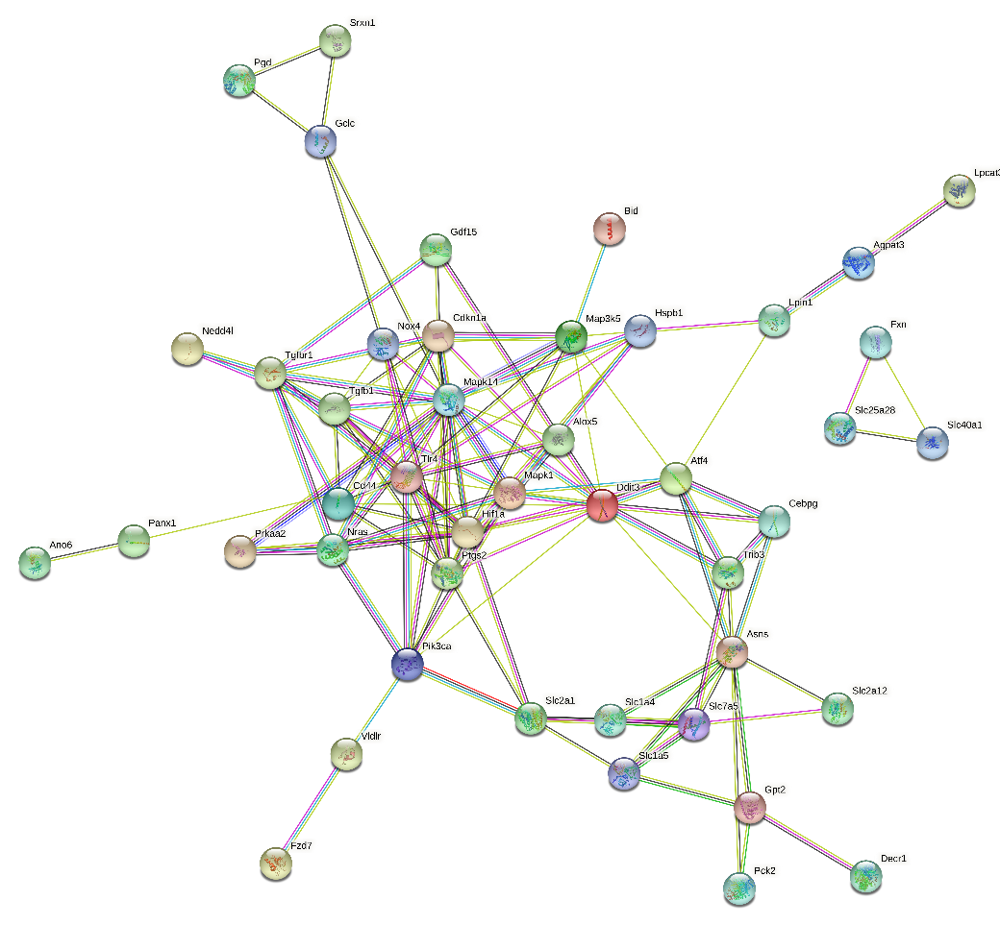 Srxn1
Pgd
Gclc
Lpcat3
Bid
Gdf15
Agpat3
Lpin1
Cdkn1a
Map3k5
Hspb1
Nox4
Fxn
Nedd4l
Tgfbr1
Mapk14
Tgfb1
Slc25a28
Slc40a1
Alox5
Tlr4
Atf4
Mapk1
Cd44
Ddit3
Cebpg
Hif1a
Panx1
Nras
Prkaa2
Ano6
Ptgs2
Trib3
Asns
Pik3ca
Slc2a12
Slc2a1
Slc1a4
Slc7a5
Vldlr
Slc1a5
Gpt2
Fzd7
Decr1
Pck2